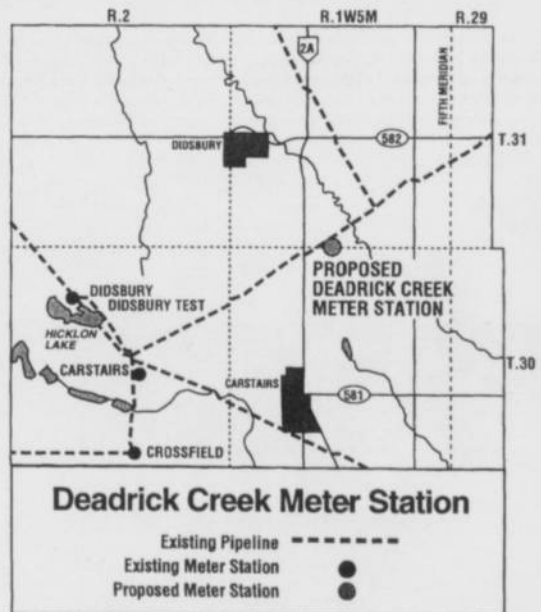 R.2 R.1W5M R.29
2A
FIFTH MERIDIAN
DIDSBURY
582
T.31
PROPOSED
DEADRICK CREEK
METER STATION
DIDSBURY
DIDSBURY TEST
HICKLON
LAKE
T.30
CARSTAIRS
CARSTAIRS
581
CROSSFIELD
Deadrick Creek Meter Station
Existing Pipeline
Existing Meter Station
Proposed Meter Station